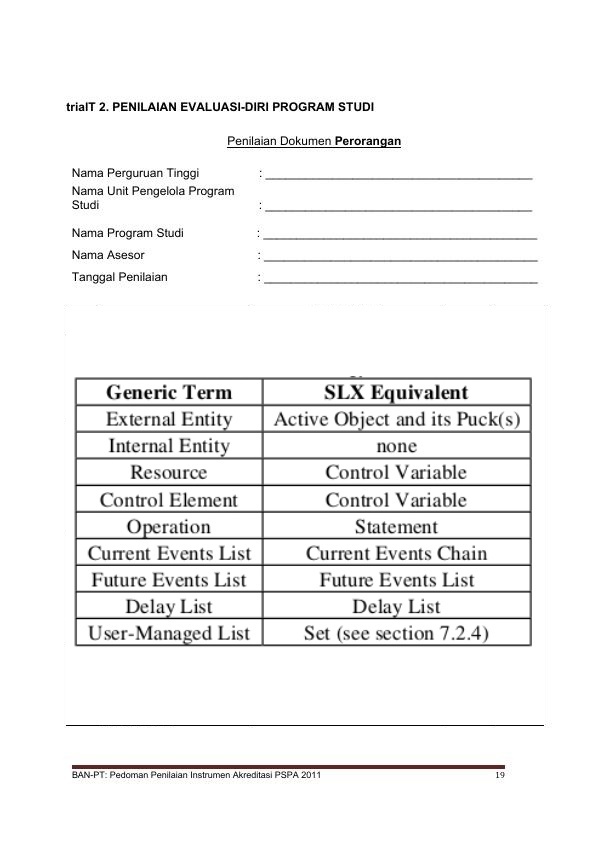 trialT 2. PENILAIAN EVALUASI-DIRI PROGRAM STUDI
Penilaian Dokumen Perorangan
Nama Perguruan Tinggi : ________________________________________
Nama Unit Pengelola Program
Studi : ________________________________________
Nama Program Studi : _________________________________________
Nama Asesor : _________________________________________
Tanggal Penilaian : _________________________________________
Generic Term SLX Equivalent
External Entity Active Object and its Puck(s)
Internal Entity none
Resource Control Variable
Control Element Control Variable
Operation Statement
Current Events List Current Events Chain
Future Events List Future Events List
Delay List Delay List
User-Managed List Set (see section 7.2.4)
BAN-PT: Pedoman Penilaian Instrumen Akreditasi PSPA 2011 19